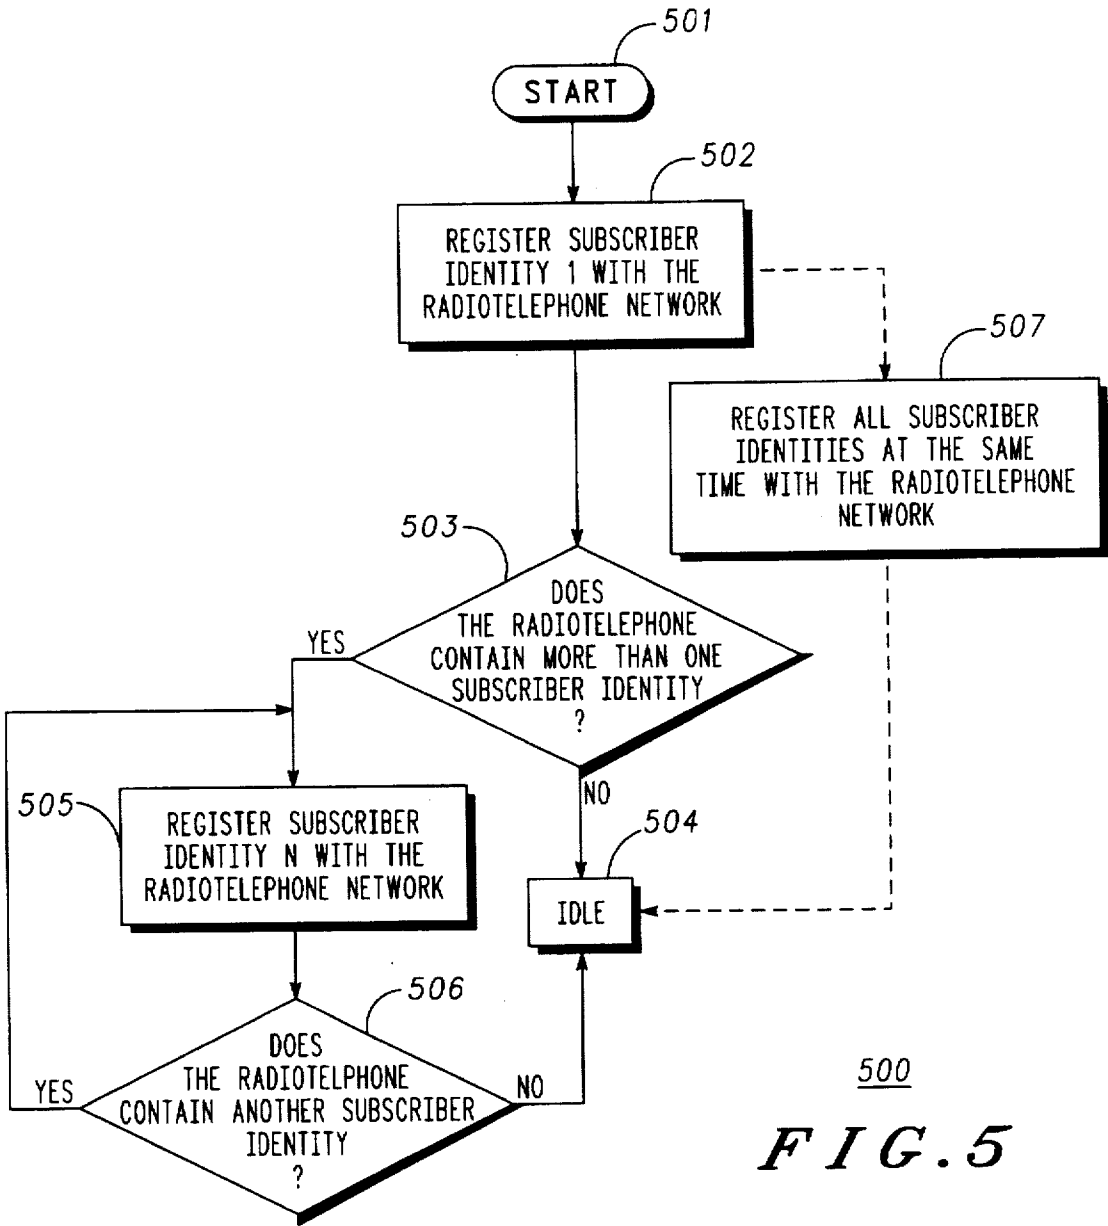 501
START
502
REGISTER SUBSCRIBER
IDENTITY 1 WITH THE
RADIOTELEPHONE NETWORK
507
REGISTER ALL SUBSCRIBER
IDENTITIES AT THE SAME
TIME WITH THE RADIOTELEPHONE
NETWORK
503
DOES
THE RADIOTELEPHONE
CONTAIN MORE THAN ONE
SUBSCRIBER IDENTITY
?
YES
NO
505
REGISTER SUBSCRIBER
IDENTITY N WITH THE
RADIOTELEPHONE NETWORK
504
IDLE
506
DOES
THE RADIOTELPHONE
CONTAIN ANOTHER SUBSCRIBER
IDENTITY
?
YES
NO
500
FIG.5